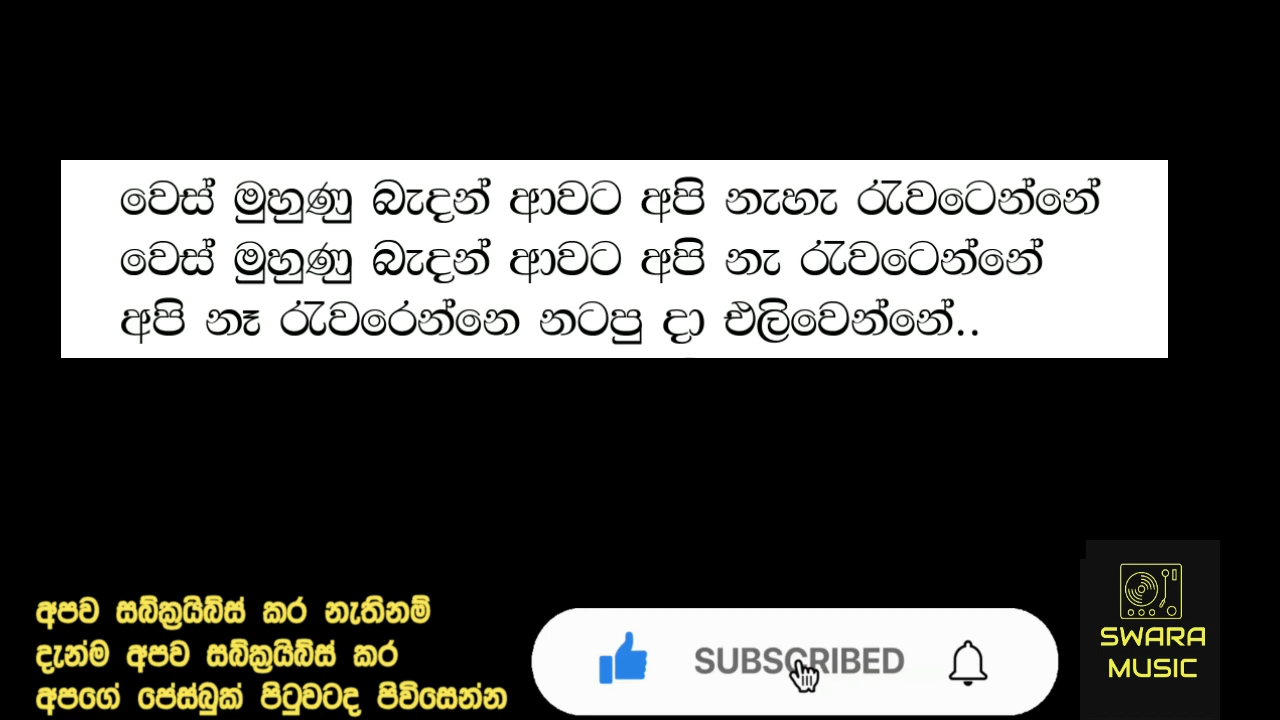 වෙස් මුහුණු බැදන් ආවට අපි නැහැ රැවටෙන්නේ
වෙස් මුහුණු බැදන් ආවට අපි නැ රැවටෙන්නේ
අපි නෑ රැවරෙන්නෙ නටපු දා එලිවෙන්නේ..
අපව සබ්ක්‍රයිබ්ස් කර නැතිනම්
දැන්ම අපව සබ්ක්‍රයිබ්ස් කර
අපගේ පේස්බුක් පිටුවටද පිවිසෙන්න
SUBSCRIBED
SWARA
MUSIC